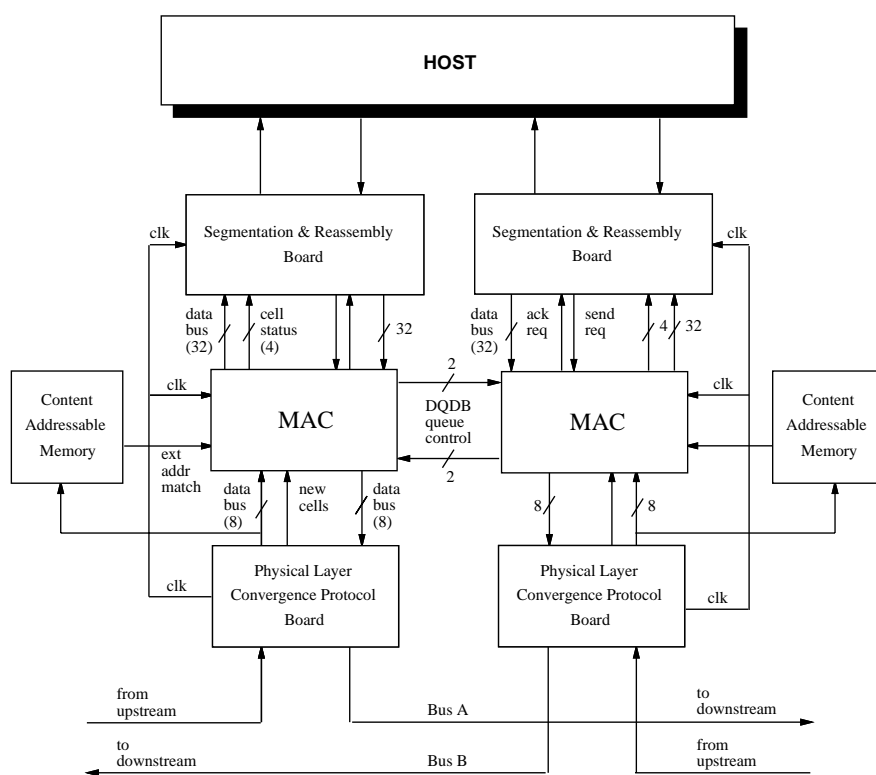 HOST
clk
Segmentation & Reassembly
Board
Segmentation & Reassembly
Board
clk
data
bus
(32)
cell
status
(4)
32
data
bus
(32)
ack
req
send
req
4
32
Content
Addressable
Memory
clk
MAC
2
DQDB
queue
control
2
MAC
clk
Content
Addressable
Memory
ext
addr
match
data
bus
(8)
new
cells
data
bus
(8)
8
8
clk
Physical Layer
Convergence Protocol
Board
Physical Layer
Convergence Protocol
Board
clk
from
upstream
Bus A
to
downstream
to
downstream
Bus B
from
upstream